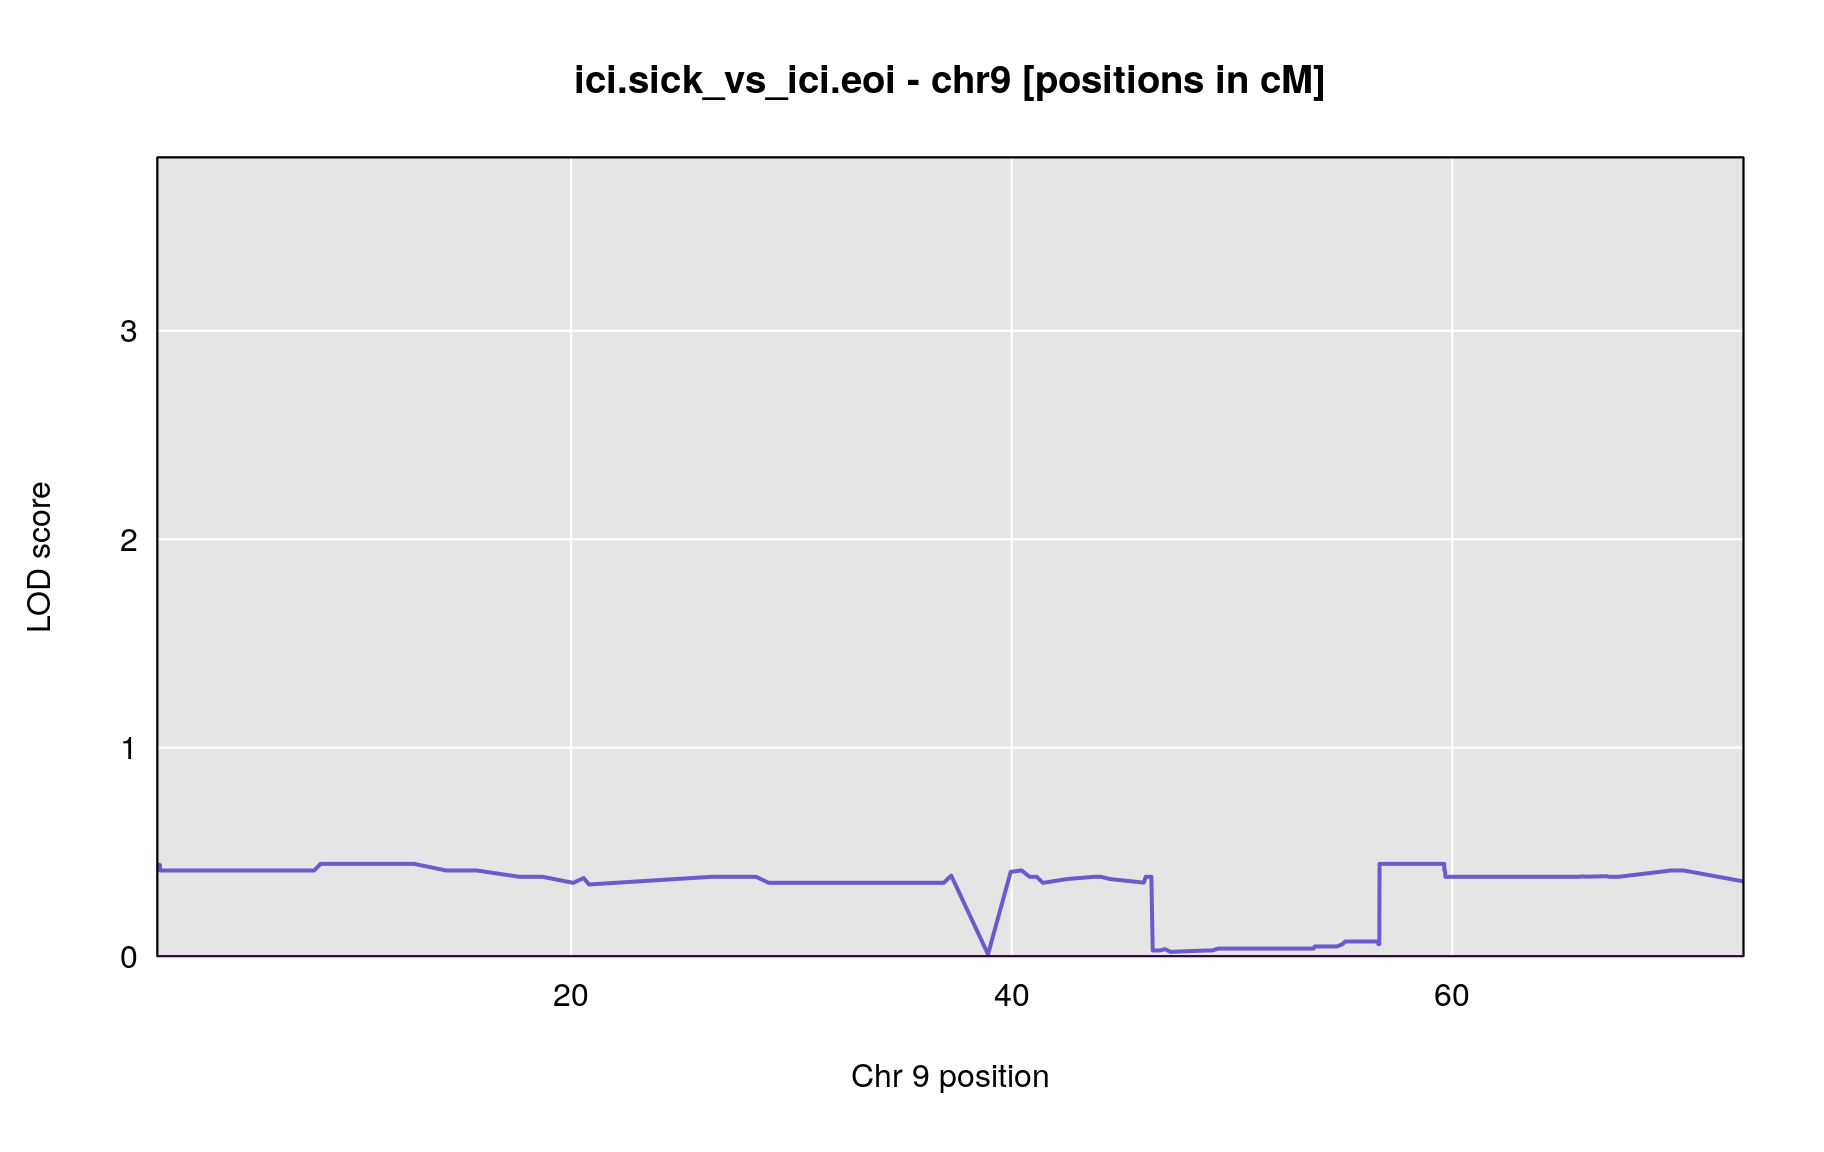 ici.sick_vs_ici.eoi - chr9 [positions in cM]
LOD score
3
2
1
0
20 40 60
Chr 9 position